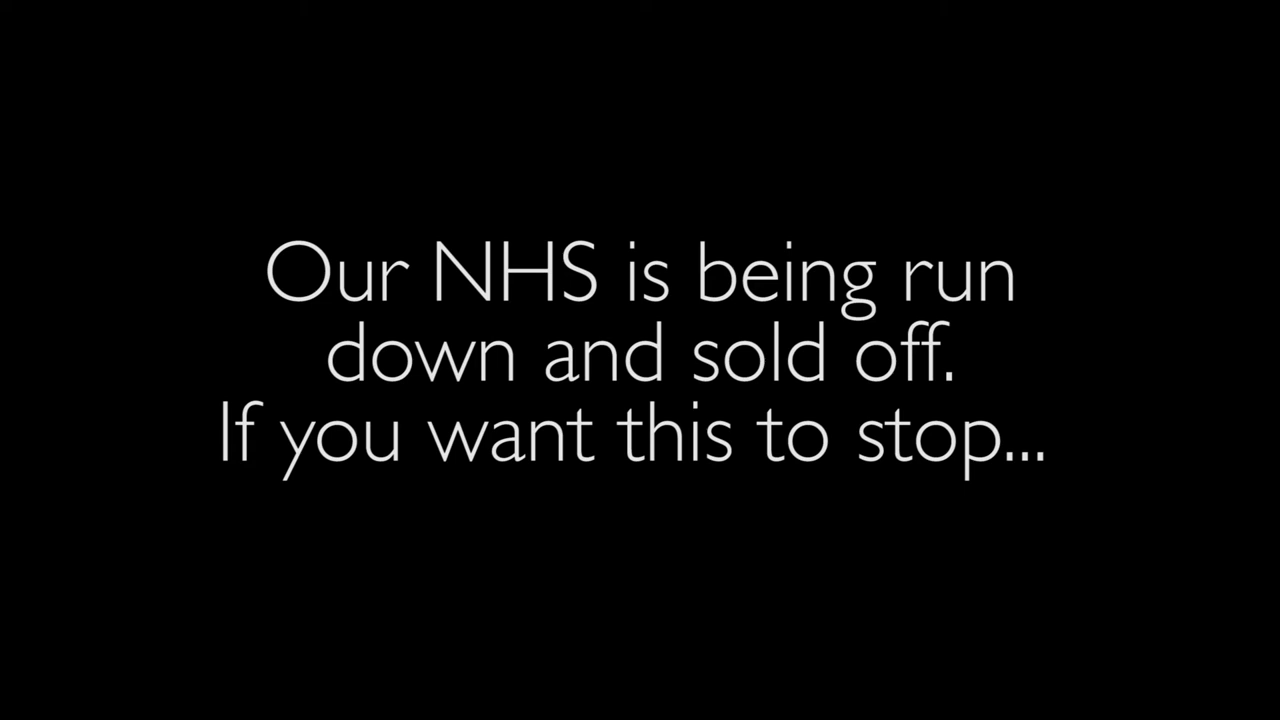 Our NHS is being run
down and sold off.
If you want this to stop...